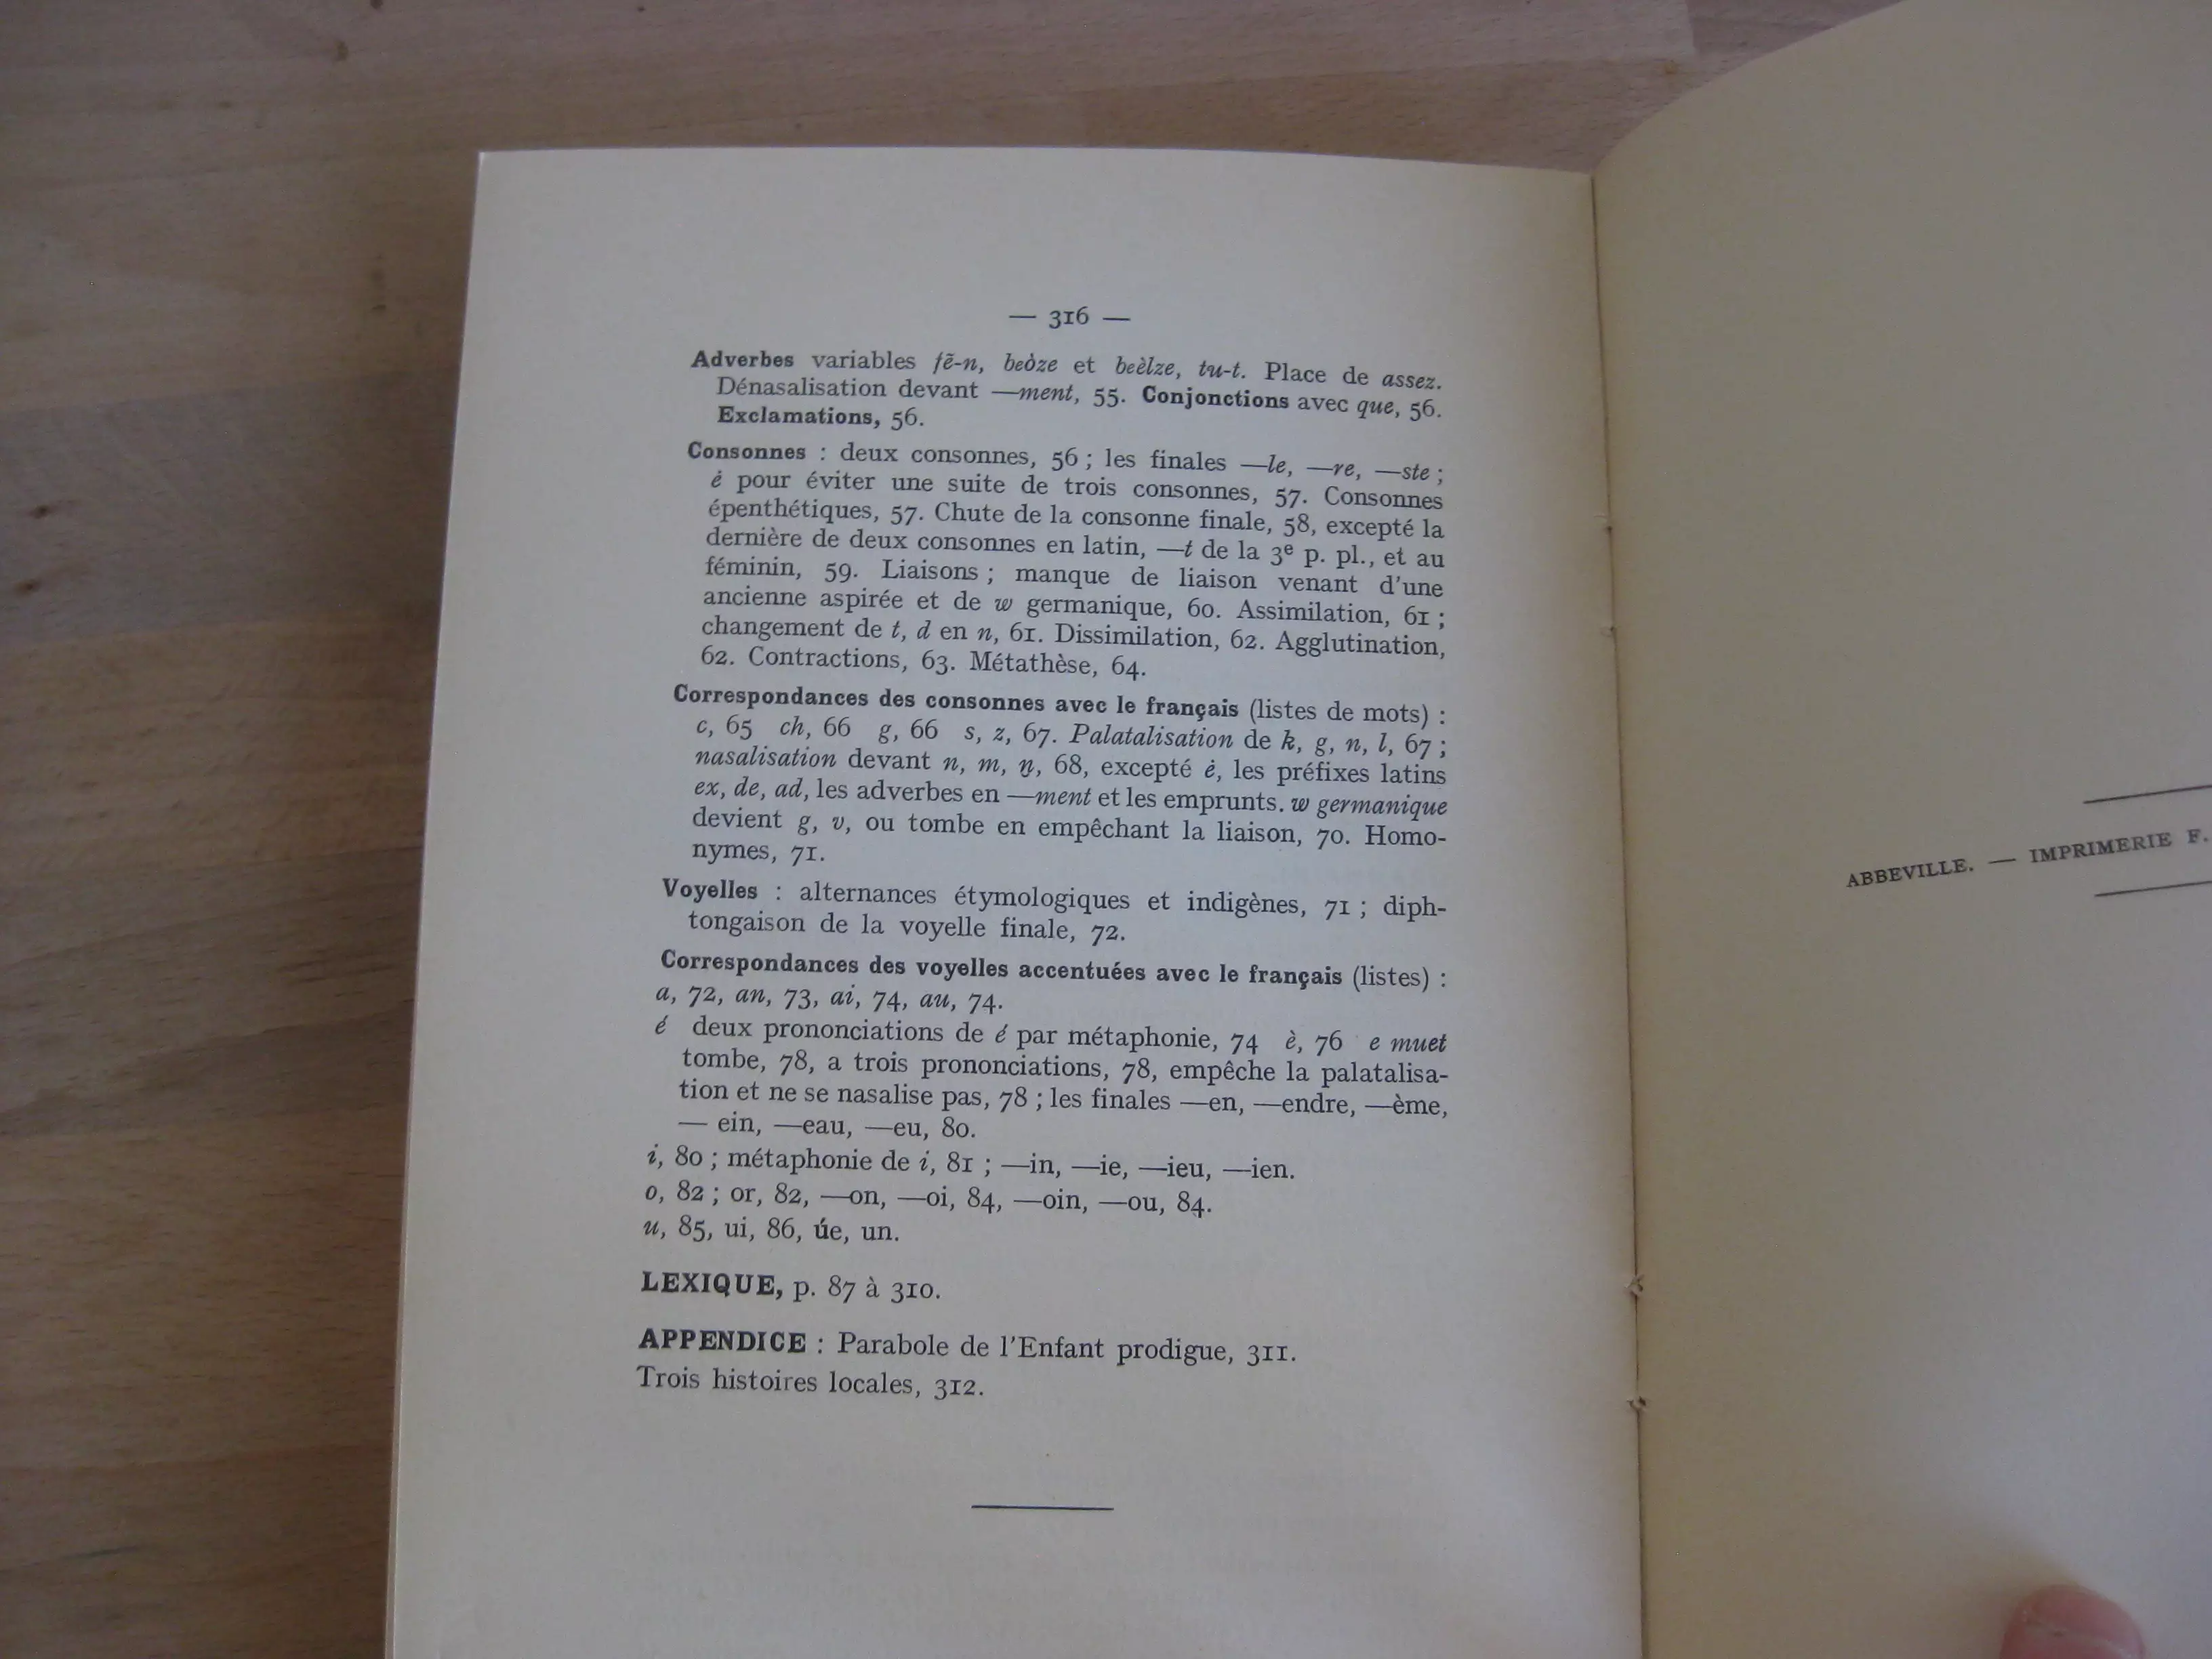 — 316 —
Adverbes variables fẽ-n, beòze et beèlze, tu-t. Place de assez.
Dénasalisation devant —ment, 55. Conjonctions avec que, 56.
Exclamations, 56.
Consonnes : deux consonnes, 56 ; les finales —le, —re, —ste ;
ė pour éviter une suite de trois consonnes, 57. Consonnes
épenthétiques, 57. Chute de la consonne finale, 58, excepté la
dernière de deux consonnes en latin, —t de la 3e p. pl., et au
féminin, 59. Liaisons ; manque de liaison venant d'une
ancienne aspirée et de w germanique, 60. Assimilation, 61 ;
changement de t, d en n, 61. Dissimilation, 62. Agglutination,
62. Contractions, 63. Métathèse, 64.
Correspondances des consonnes avec le français (listes de mots) :
c, 65 ch, 66 g, 66 s, z, 67. Palatalisation de k, g, n, l, 67 ;
nasalisation devant n, m, ṇ, 68, excepté ė, les préfixes latins
ex, de, ad, les adverbes en —ment et les emprunts. w germanique
devient g, v, ou tombe en empêchant la liaison, 70. Homo-
nymes, 71.
Voyelles : alternances étymologiques et indigènes, 71 ; diph-
tongaison de la voyelle finale, 72.
Correspondances des voyelles accentuées avec le français (listes) :
a, 72, an, 73, ai, 74, au, 74.
é deux prononciations de é par métaphonie, 74 è, 76 e muet
tombe, 78, a trois prononciations, 78, empêche la palatalisa-
tion et ne se nasalise pas, 78 ; les finales —en, —endre, —ème,
— ein, —eau, —eu, 80.
i, 80 ; métaphonie de i, 81 ; —in, —ie, —ieu, —ien.
o, 82 ; or, 82, —on, —oi, 84, —oin, —ou, 84.
u, 85, ui, 86, úe, un.
LEXIQUE, p. 87 à 310.
APPENDICE : Parabole de l'Enfant prodigue, 311.
Trois histoires locales, 312.
ABBEVILLE. — IMPRIMERIE F.